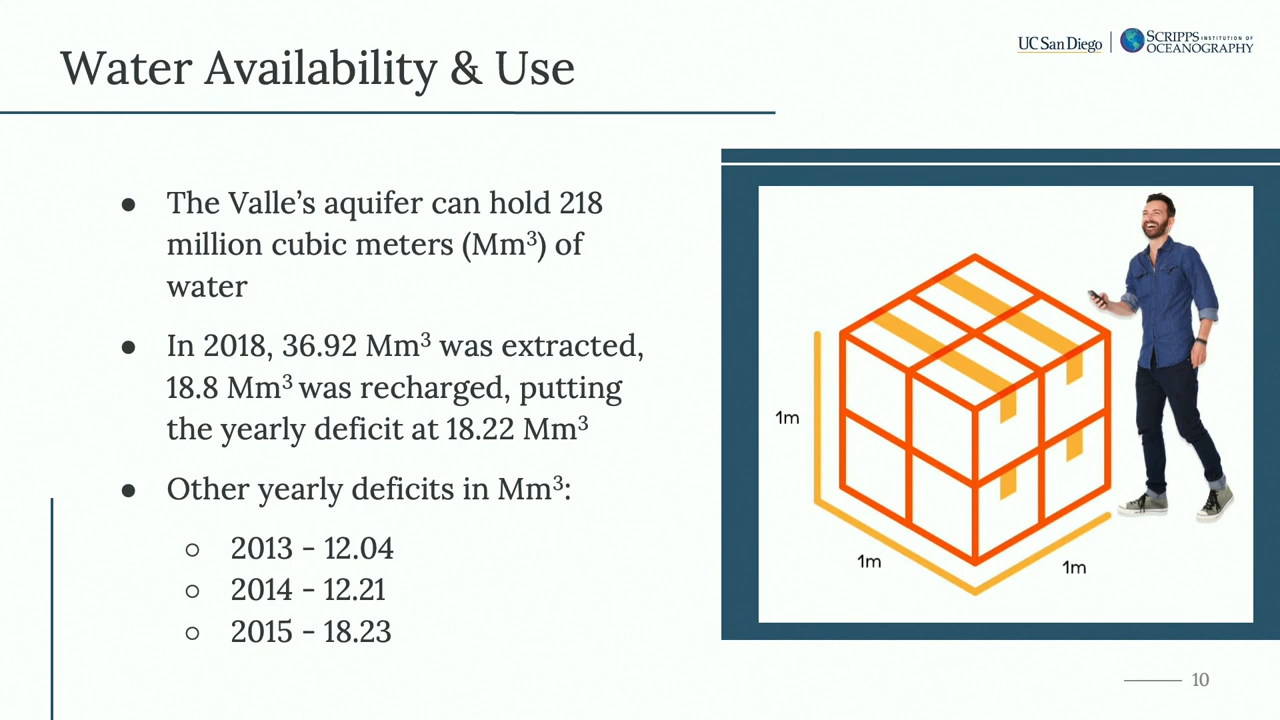 Water Availability & Use
UC San Diego
SCRIPPS INSTITUTION OF
OCEANOGRAPHY
● The Valle’s aquifer can hold 218
million cubic meters (Mm³) of
water
● In 2018, 36.92 Mm³ was extracted,
18.8 Mm³ was recharged, putting
the yearly deficit at 18.22 Mm³
● Other yearly deficits in Mm³:
○ 2013 - 12.04
○ 2014 - 12.21
○ 2015 - 18.23
1m
1m
1m
10